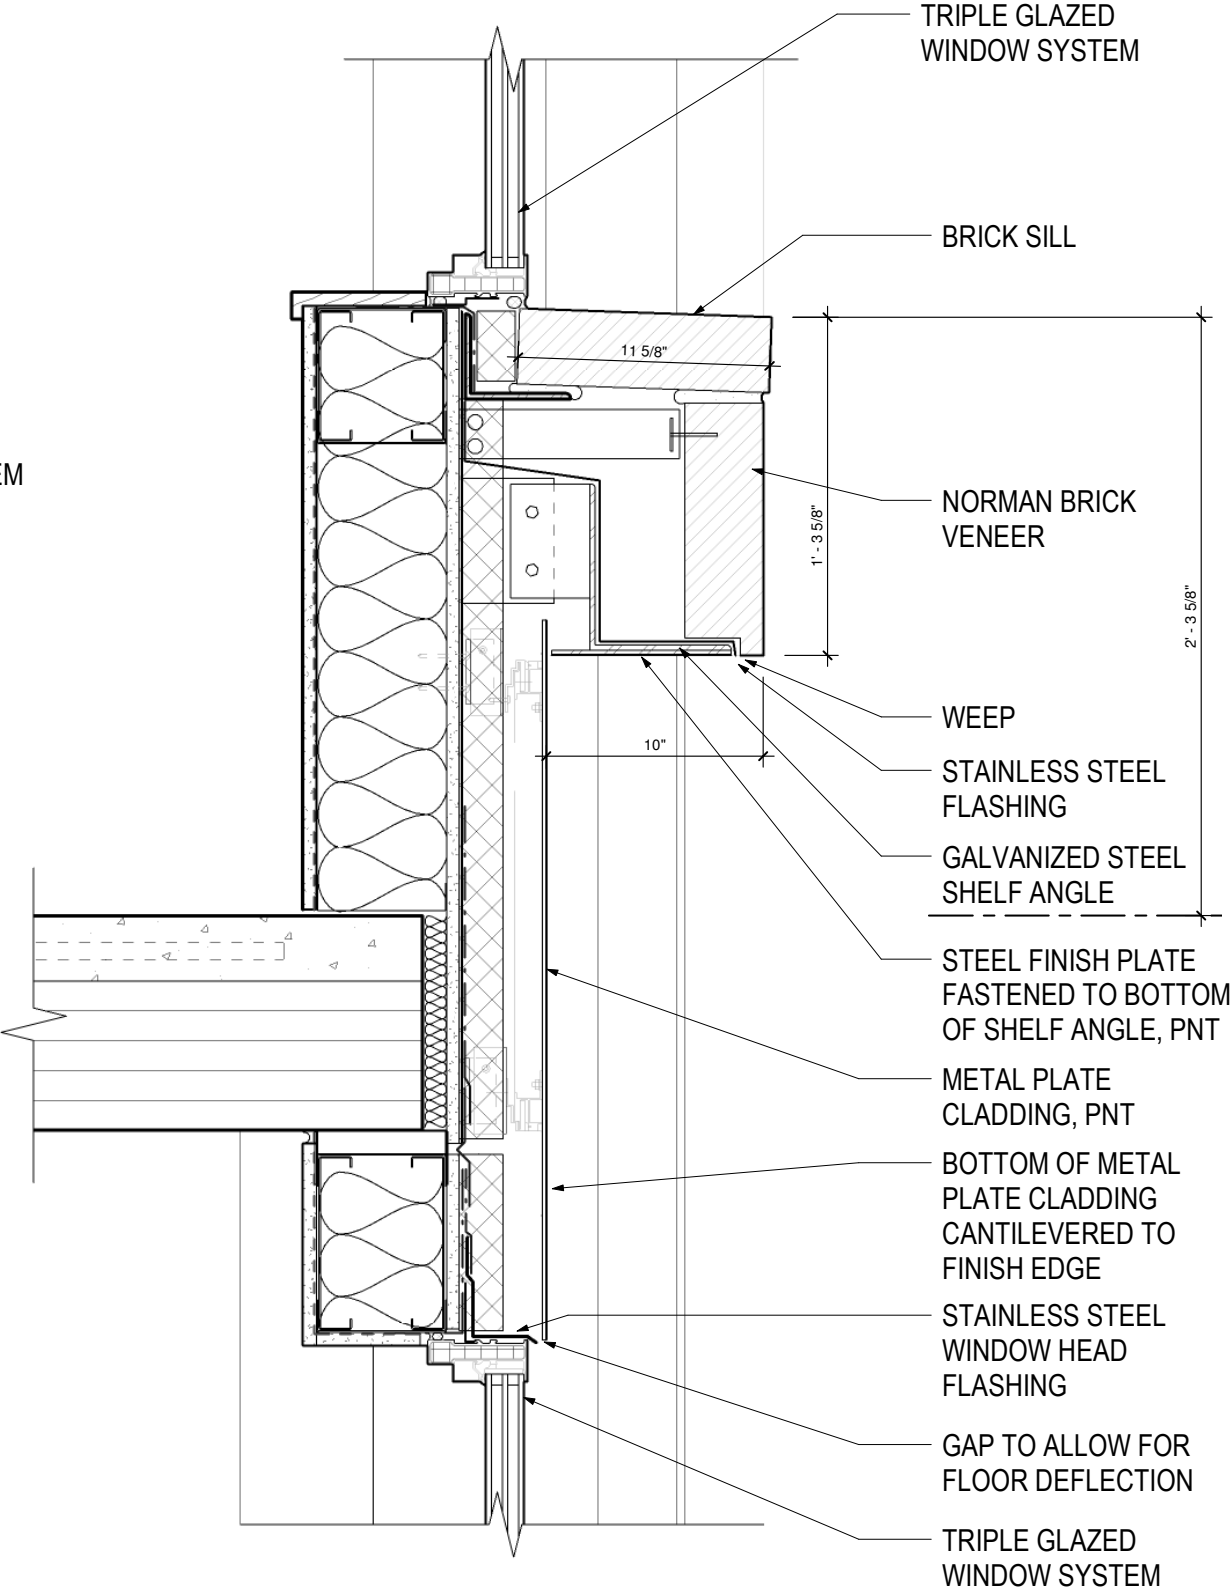 TRIPLE GLAZED
WINDOW SYSTEM
BRICK SILL
11 5/8"
EM
NORMAN BRICK
VENEER
1' - 3 5/8"
2' - 3 5/8"
WEEP
10"
STAINLESS STEEL
FLASHING
GALVANIZED STEEL
SHELF ANGLE
STEEL FINISH PLATE
FASTENED TO BOTTOM
OF SHELF ANGLE, PNT
METAL PLATE
CLADDING, PNT
BOTTOM OF METAL
PLATE CLADDING
CANTILEVERED TO
FINISH EDGE
STAINLESS STEEL
WINDOW HEAD
FLASHING
GAP TO ALLOW FOR
FLOOR DEFLECTION
TRIPLE GLAZED
WINDOW SYSTEM